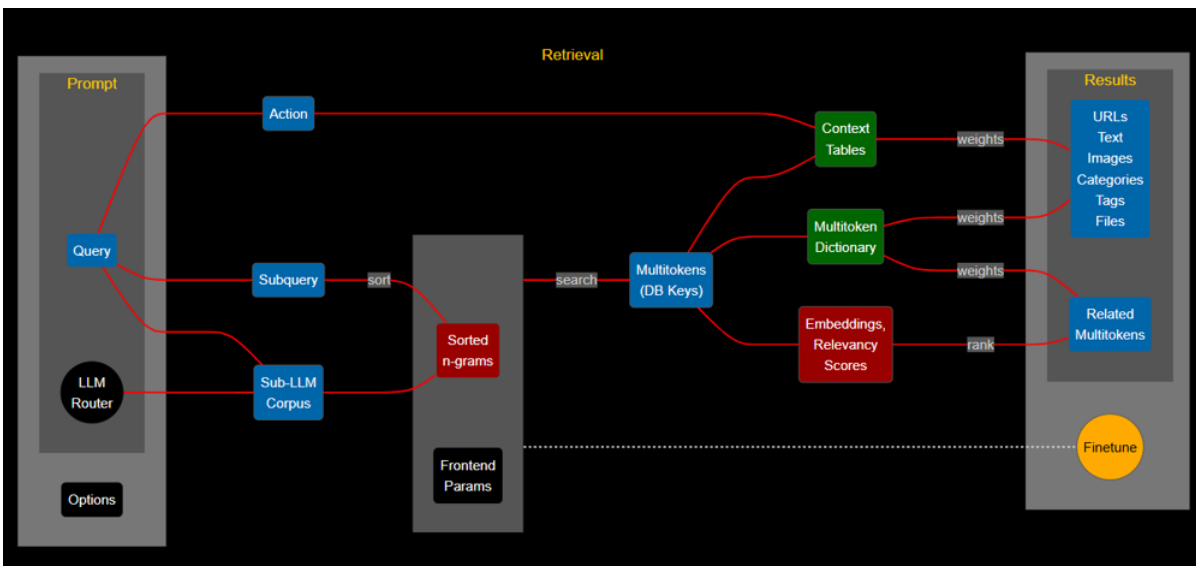 Retrieval
Prompt
Query
LLM
Router
Options
Action
Subquery
sort
Sub-LLM
Corpus
Sorted
n-grams
Frontend
Params
search
Multitokens
(DB Keys)
Context
Tables
Multitoken
Dictionary
Embeddings,
Relevancy
Scores
weights
weights
weights
rank
Results
URLs
Text
Images
Categories
Tags
Files
Related
Multitokens
Finetune